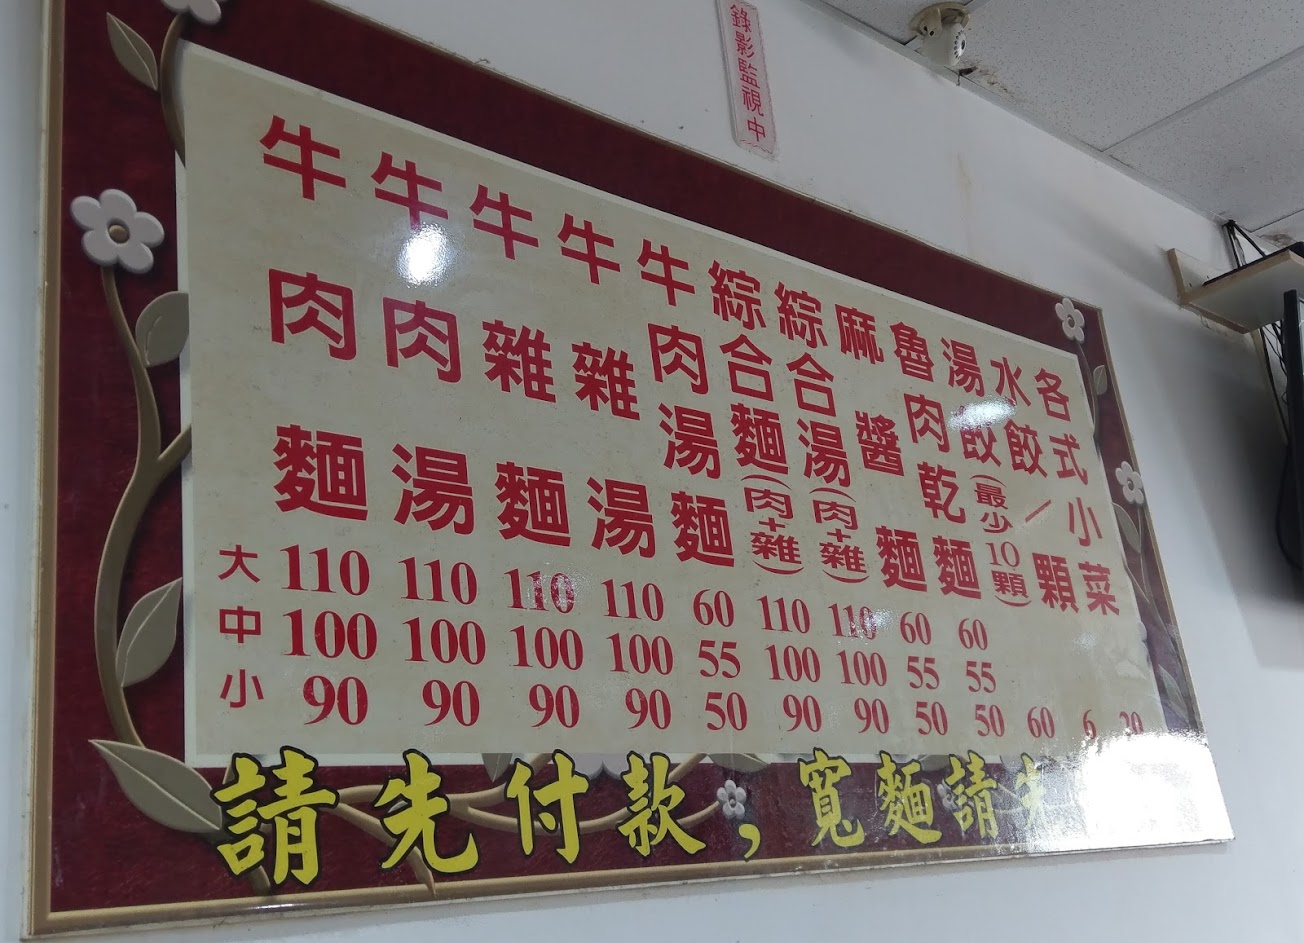 錄影監視中
牛肉麵 110 100 90
牛肉湯 110 100 90
牛雜麵 110 100 90
牛雜湯 110 100 90
牛肉湯麵 60 55 50
綜合麵(肉+雜) 110 100 90
綜合湯(肉+雜) 110 100 90
麻醬麵 60 55 50
魯肉乾麵 60 55 50
湯餃(最少10顆) 60
水餃/顆 6
各式小菜 30
大
中
小
請先付款,寬麵請先